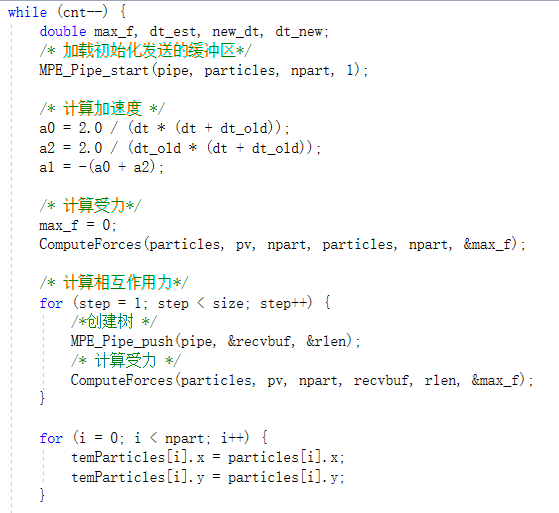 while (cnt--) {
double max_f, dt_est, new_dt, dt_new;
/* 加载初始化发送的缓冲区*/
MPE_Pipe_start(pipe, particles, npart, 1);
/* 计算加速度 */
a0 = 2.0 / (dt * (dt + dt_old));
a2 = 2.0 / (dt_old * (dt + dt_old));
a1 = -(a0 + a2);
/* 计算受力*/
max_f = 0;
ComputeForces(particles, pv, npart, particles, npart, &max_f);
/* 计算相互作用力*/
for (step = 1; step < size; step++) {
/*创建树 */
MPE_Pipe_push(pipe, &recvbuf, &rlen);
/* 计算受力 */
ComputeForces(particles, pv, npart, recvbuf, rlen, &max_f);
}
for (i = 0; i < npart; i++) {
temParticles[i].x = particles[i].x;
temParticles[i].y = particles[i].y;
}